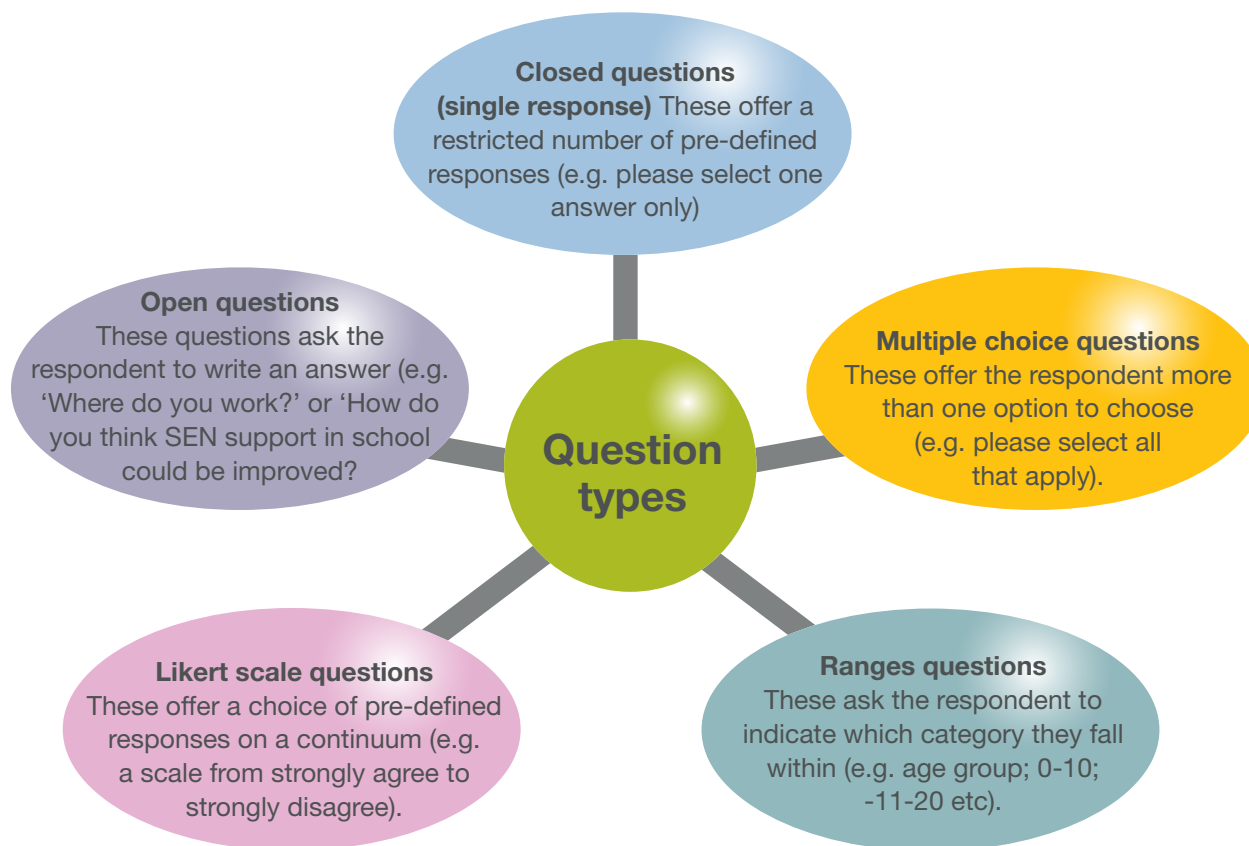 Closed questions
(single response) These offer a
restricted number of pre-defined
responses (e.g. please select one
answer only)
Open questions
These questions ask the
respondent to write an answer (e.g.
‘Where do you work?’ or ‘How do
you think SEN support in school
could be improved?
Multiple choice questions
These offer the respondent more
than one option to choose
(e.g. please select all
that apply).
Question
types
Likert scale questions
These offer a choice of pre-defined
responses on a continuum (e.g.
a scale from strongly agree to
strongly disagree).
Ranges questions
These ask the respondent to
indicate which category they fall
within (e.g. age group; 0-10;
-11-20 etc).